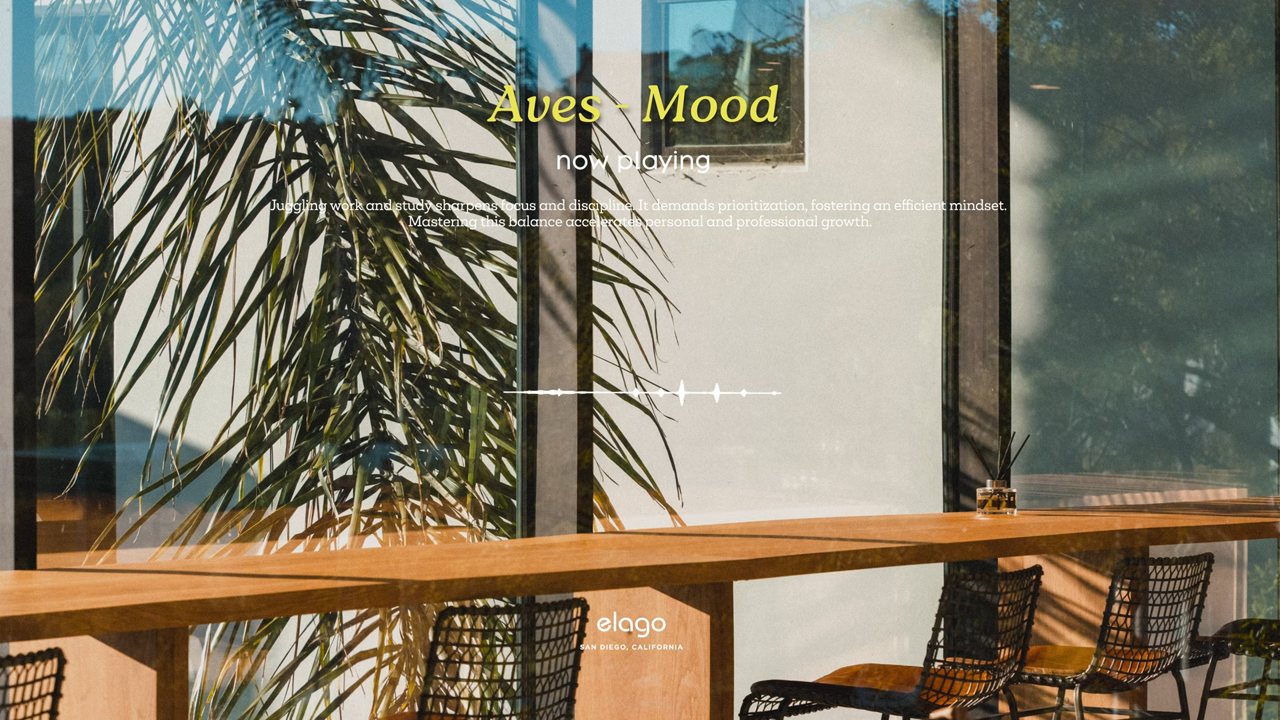 Aves - Mood
now playing
Juggling work and study sharpens focus and discipline. It demands prioritization, fostering an efficient mindset.
Mastering this balance accelerates personal and professional growth.
elago
SAN DIEGO, CALIFORNIA